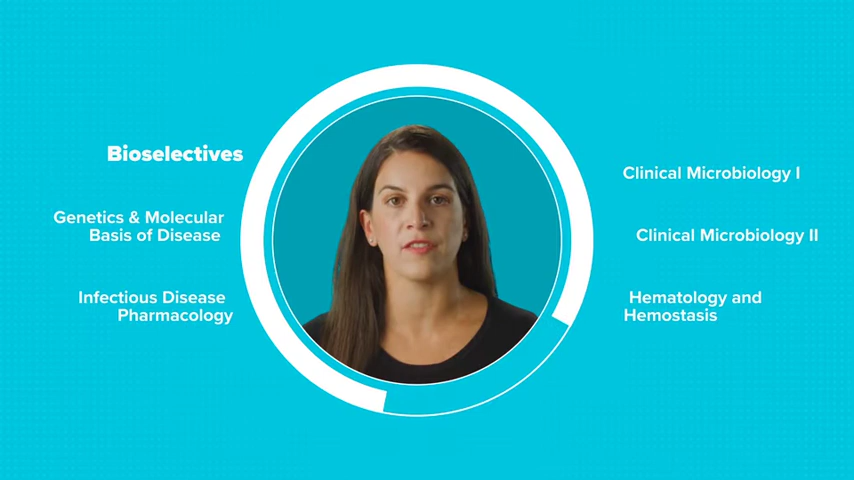 Bioselectives
Genetics & Molecular
Basis of Disease
Infectious Disease
Pharmacology
Clinical Microbiology I
Clinical Microbiology II
Hematology and
Hemostasis